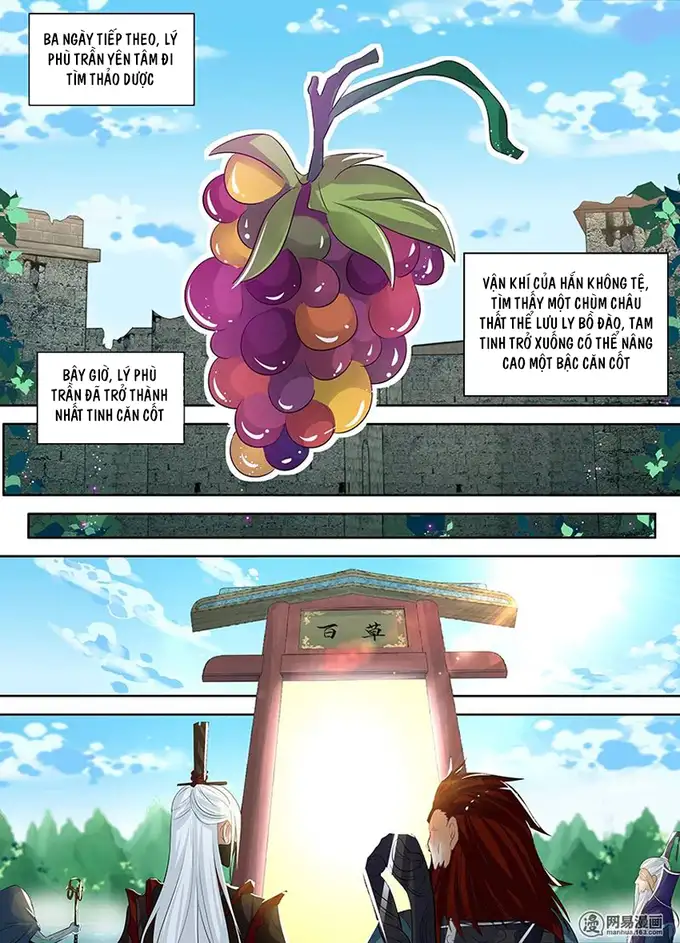 BA NGÀY TIẾP THEO, LÝ
PHÙ TRẦN YÊN TÂM ĐI
TÌM THẢO DƯỢC
VẬN KHÍ CỦA HẮN KHÔNG TỆ,
TÌM THẤY MỘT CHÙM CHÂU
THẤT THỂ LƯU LY BỒ ĐÀO, TAM
TINH TRỞ XUỐNG CÓ THỂ NÂNG
CAO MỘT BẬC CĂN CỐT
BÂY GIỜ, LÝ PHÙ
TRẦN ĐÃ TRỞ THÀNH
NHẤT TINH CĂN CỐT
百草
漫 网易漫画
manhua.163.com